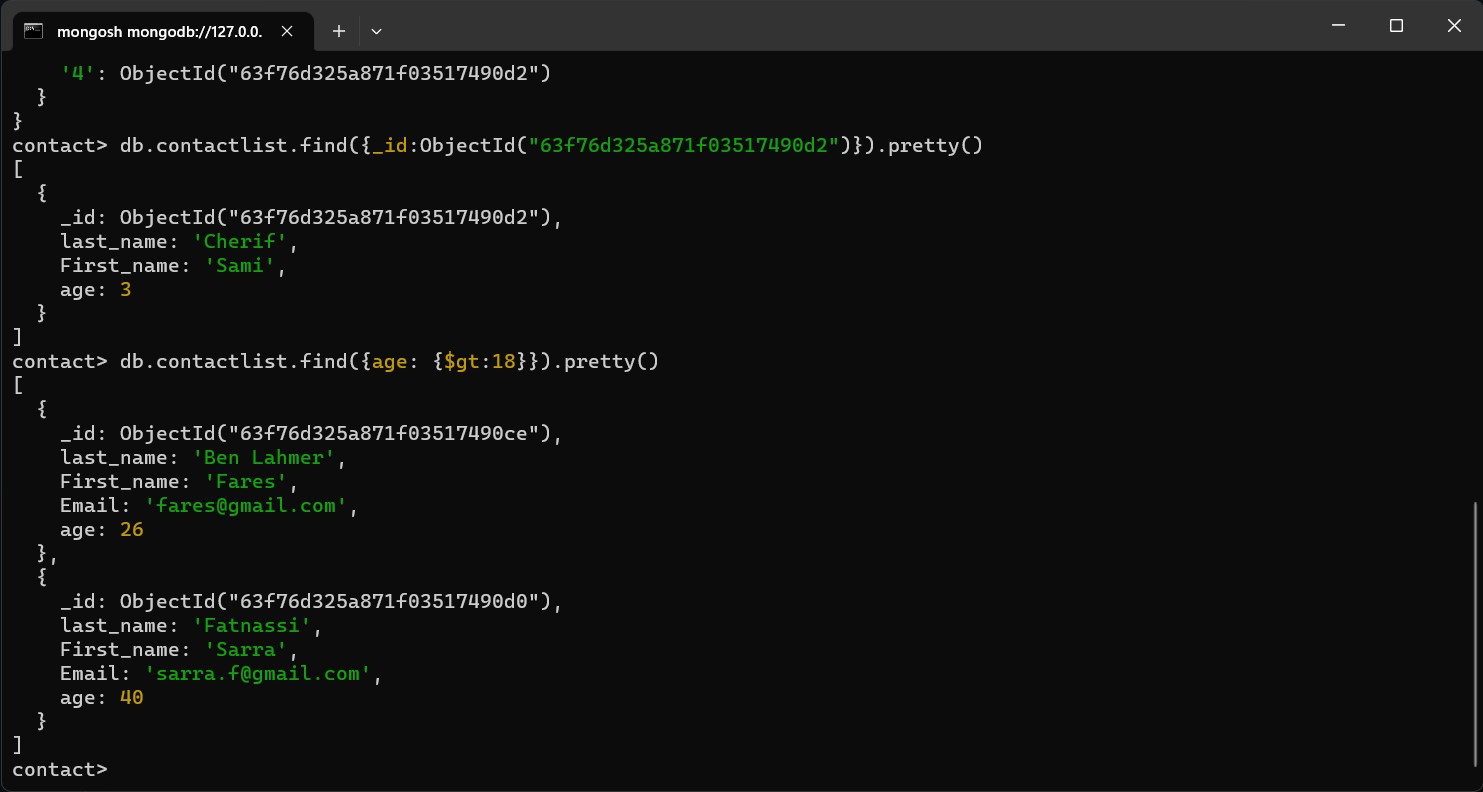 mongosh mongodb://127.0.0.
    '4': ObjectId("63f76d325a871f03517490d2")
  }
}
contact> db.contactlist.find({_id:ObjectId("63f76d325a871f03517490d2")}).pretty()
[
  {
    _id: ObjectId("63f76d325a871f03517490d2"),
    last_name: 'Cherif',
    First_name: 'Sami',
    age: 3
  }
]
contact> db.contactlist.find({age: {$gt:18}}).pretty()
[
  {
    _id: ObjectId("63f76d325a871f03517490ce"),
    last_name: 'Ben Lahmer',
    First_name: 'Fares',
    Email: 'fares@gmail.com',
    age: 26
  },
  {
    _id: ObjectId("63f76d325a871f03517490d0"),
    last_name: 'Fatnassi',
    First_name: 'Sarra',
    Email: 'sarra.f@gmail.com',
    age: 40
  }
]
contact>